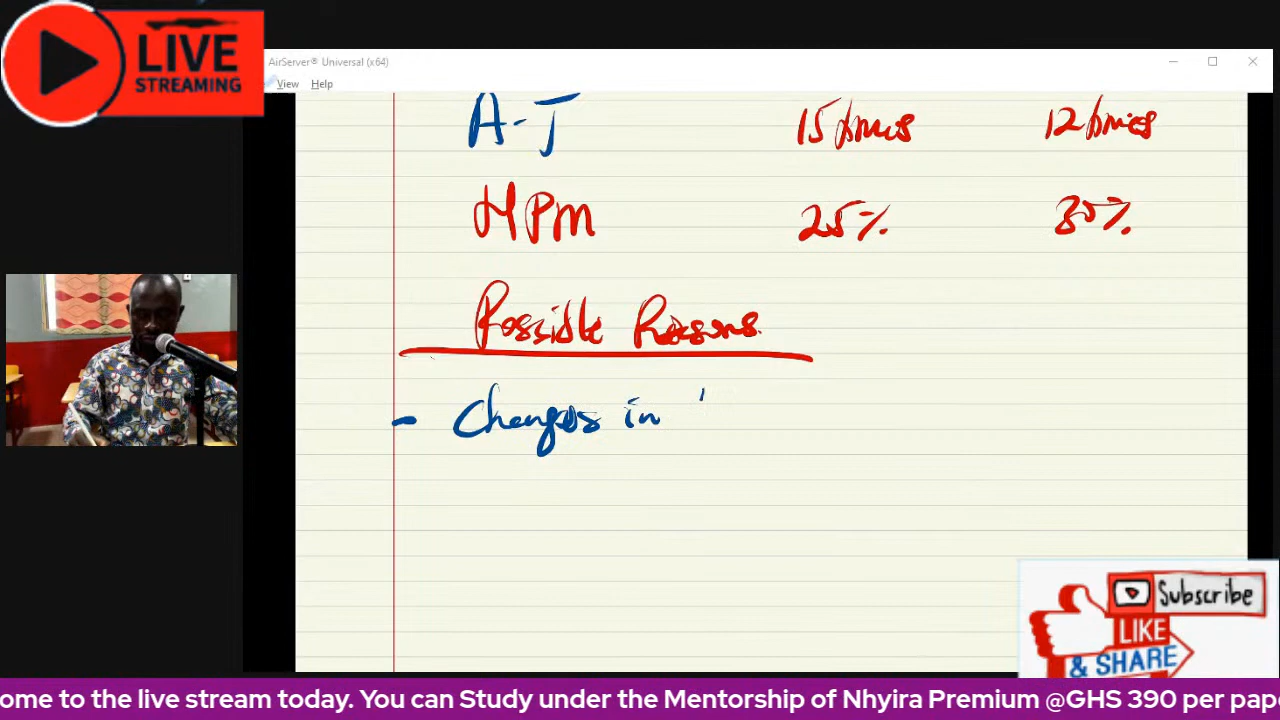 LIVE
STREAMING
AirServer® Universal (x64)
View Help
A-T 15 times 12 times
NPM 25% 35%
Possible Reasons
- Changes in
Subscribe
LIKE
& SHARE
ome to the live stream today. You can Study under the Mentorship of Nhyira Premium @GHS 390 per pape